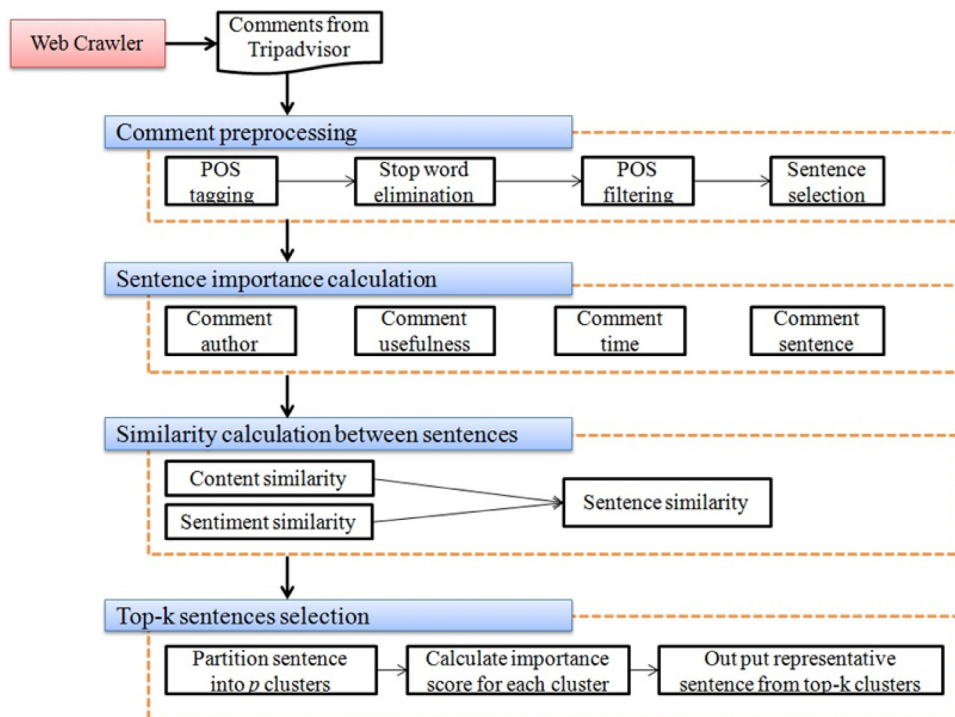 Web Crawler
Comments from
Tripadvisor
Comment preprocessing
POS
tagging
Stop word
elimination
POS
filtering
Sentence
selection
Sentence importance calculation
Comment
author
Comment
usefulness
Comment
time
Comment
sentence
Similarity calculation between sentences
Content similarity
Sentiment similarity
Sentence similarity
Top-k sentences selection
Partition sentence
into p clusters
Calculate importance
score for each cluster
Out put representative
sentence from top-k clusters